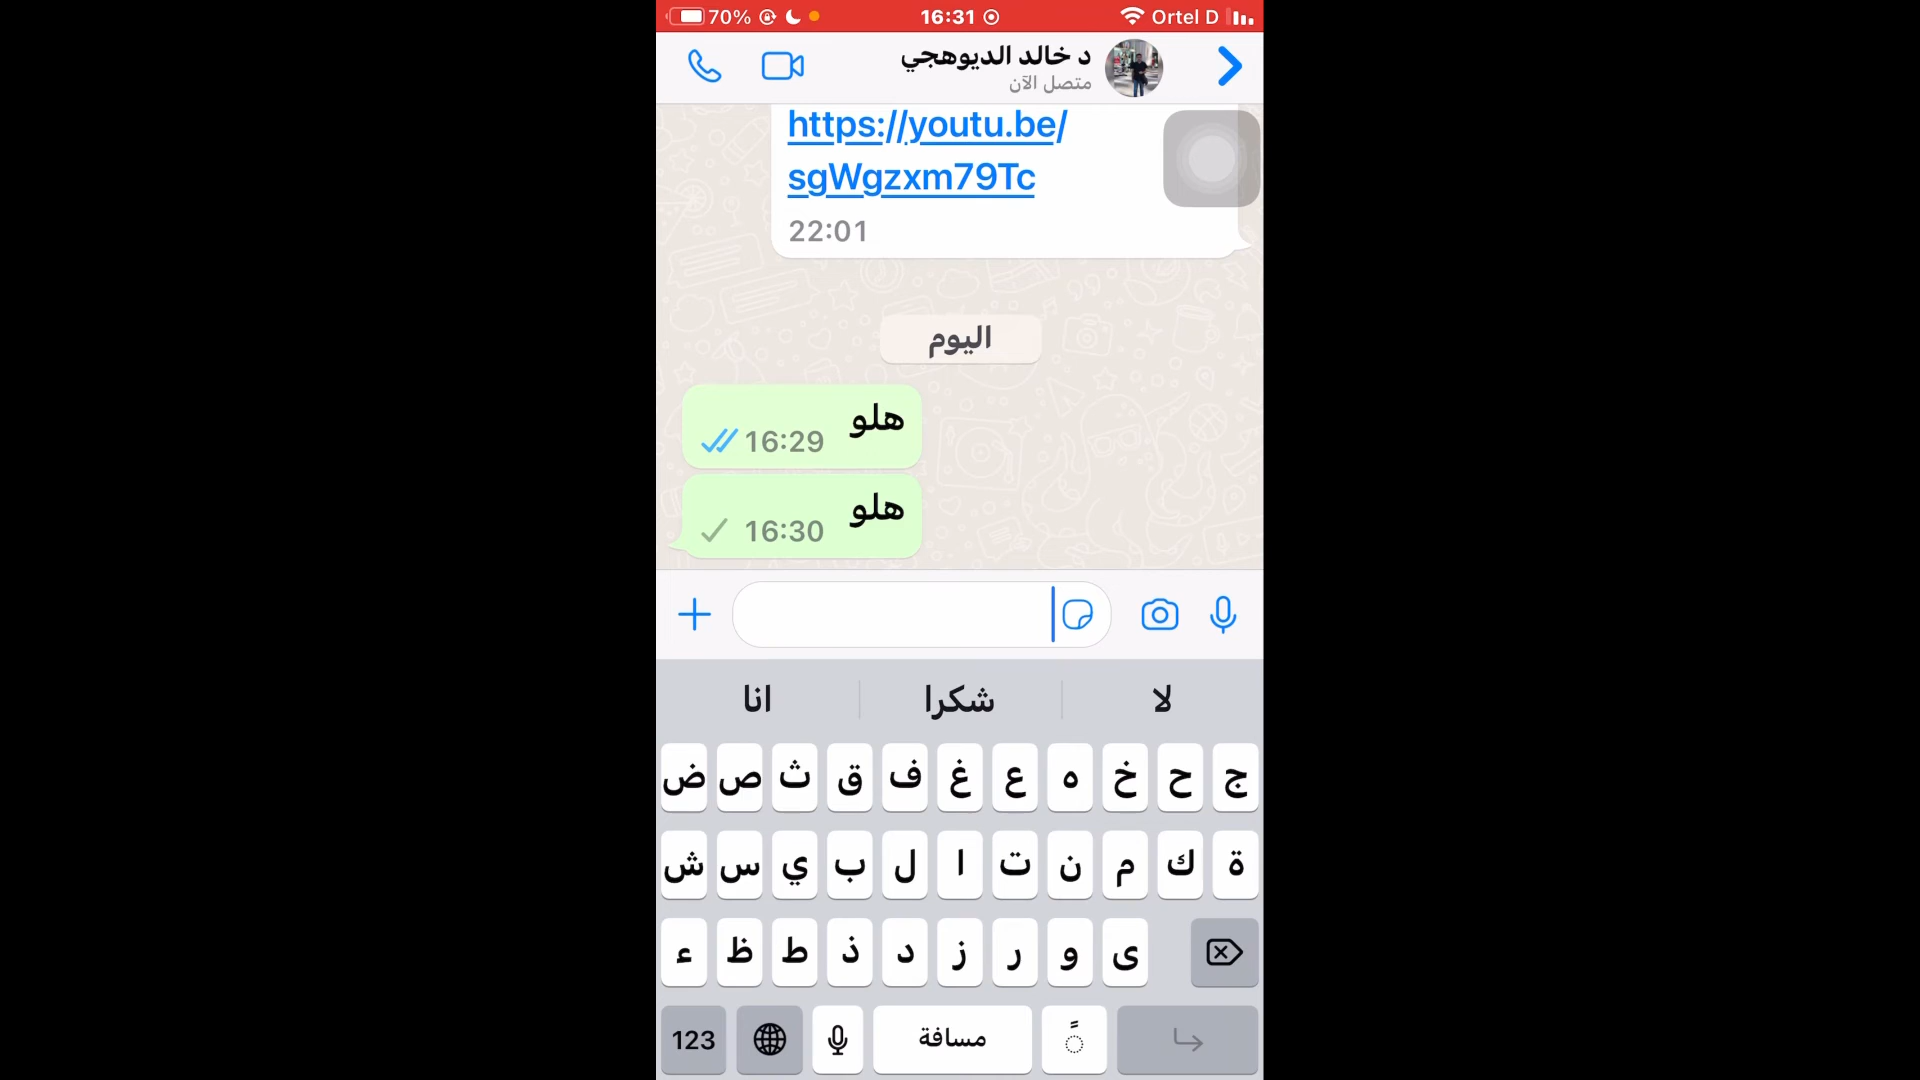 70% 16:31 Ortel D
د خالد الديوهجي
متصل الآن
https://youtu.be/
sgWgzxm79Tc
22:01
اليوم
هلو
16:29
هلو
16:30
انا شكرا لا
ض ص ث ق ف غ ع ه خ ح ج
ش س ي ب ل ا ت ن م ك ة
ء ظ ط ذ د ز ر و ى
123 مسافة